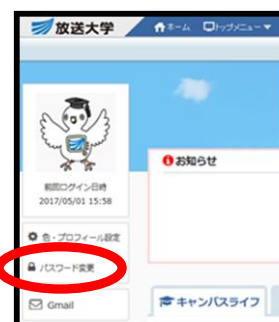 放送大学
ホーム トップメニュー▼
お知らせ
前回ログイン日時
2017/05/01 15:58
色・プロフィール設定
パスワード変更
Gmail
キャンパスライフ